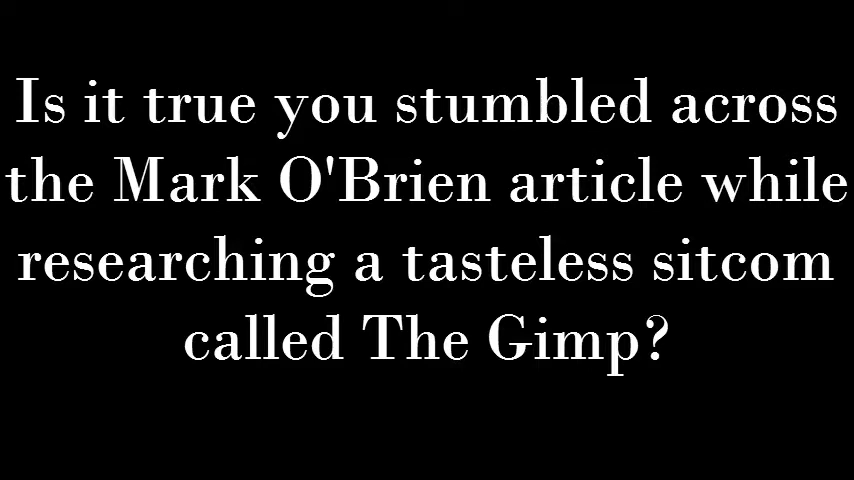 Is it true you stumbled across
the Mark O'Brien article while
researching a tasteless sitcom
called The Gimp?